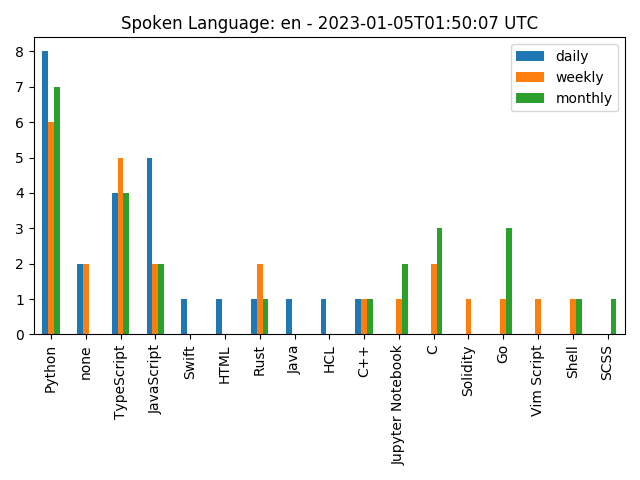 Spoken Language: en - 2023-01-05T01:50:07 UTC
daily
weekly
monthly
8
7
6
5
4
3
2
1
0
Python
none
TypeScript
JavaScript
Swift
HTML
Rust
Java
HCL
C++
Jupyter Notebook
C
Solidity
Go
Vim Script
Shell
SCSS